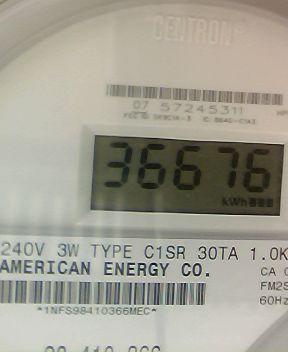 CENTRON®
07 57245311
36676
kWh
240V 3W TYPE C1SR 30TA 1.0K
AMERICAN ENERGY CO.
CA 0
FM2S
60Hz
*1NFS98410366MEC*